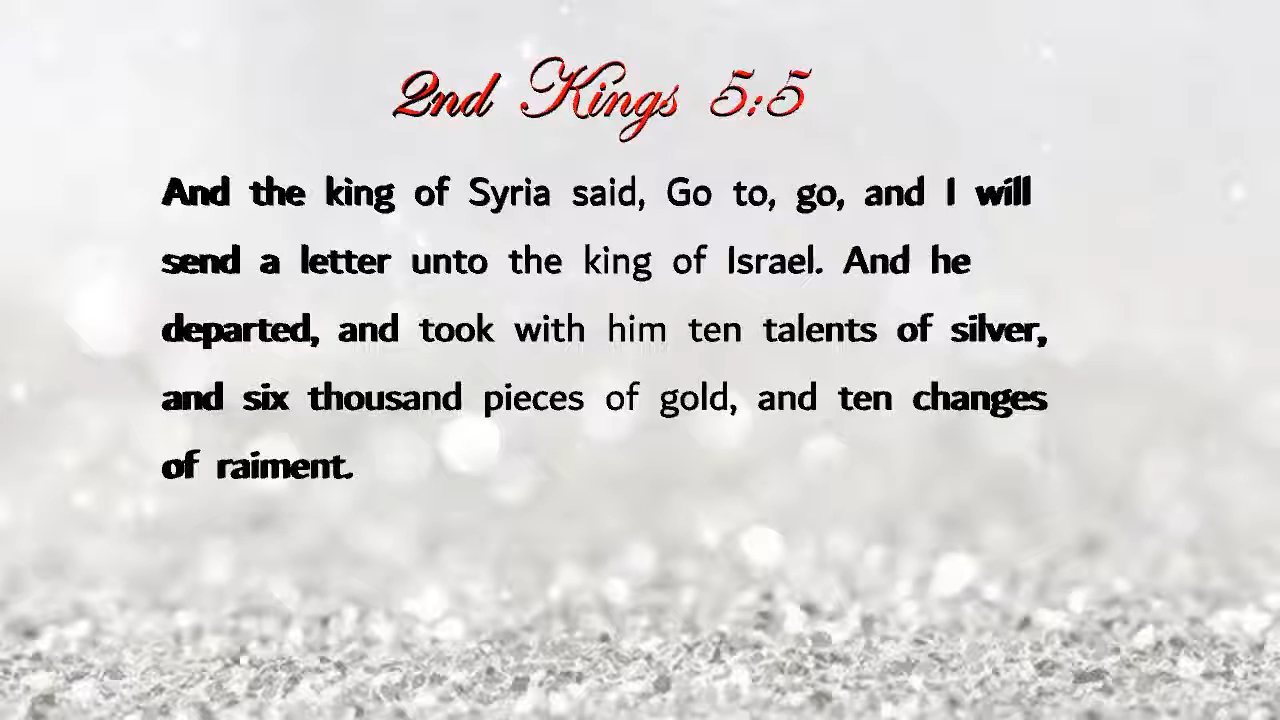 2nd Kings 5:5
And the king of Syria said, Go to, go, and I will
send a letter unto the king of Israel. And he
departed, and took with him ten talents of silver,
and six thousand pieces of gold, and ten changes
of raiment.